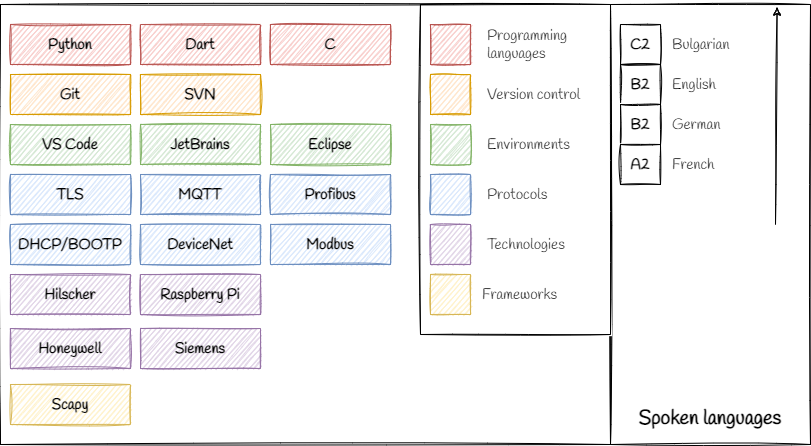 Python
Dart
C
Git
SVN
VS Code
JetBrains
Eclipse
TLS
MQTT
Profibus
DHCP/BOOTP
DeviceNet
Modbus
Hilscher
Raspberry Pi
Honeywell
Siemens
Scapy
Programming
languages
Version control
Environments
Protocols
Technologies
Frameworks
C2 Bulgarian
B2 English
B2 German
A2 French
Spoken languages